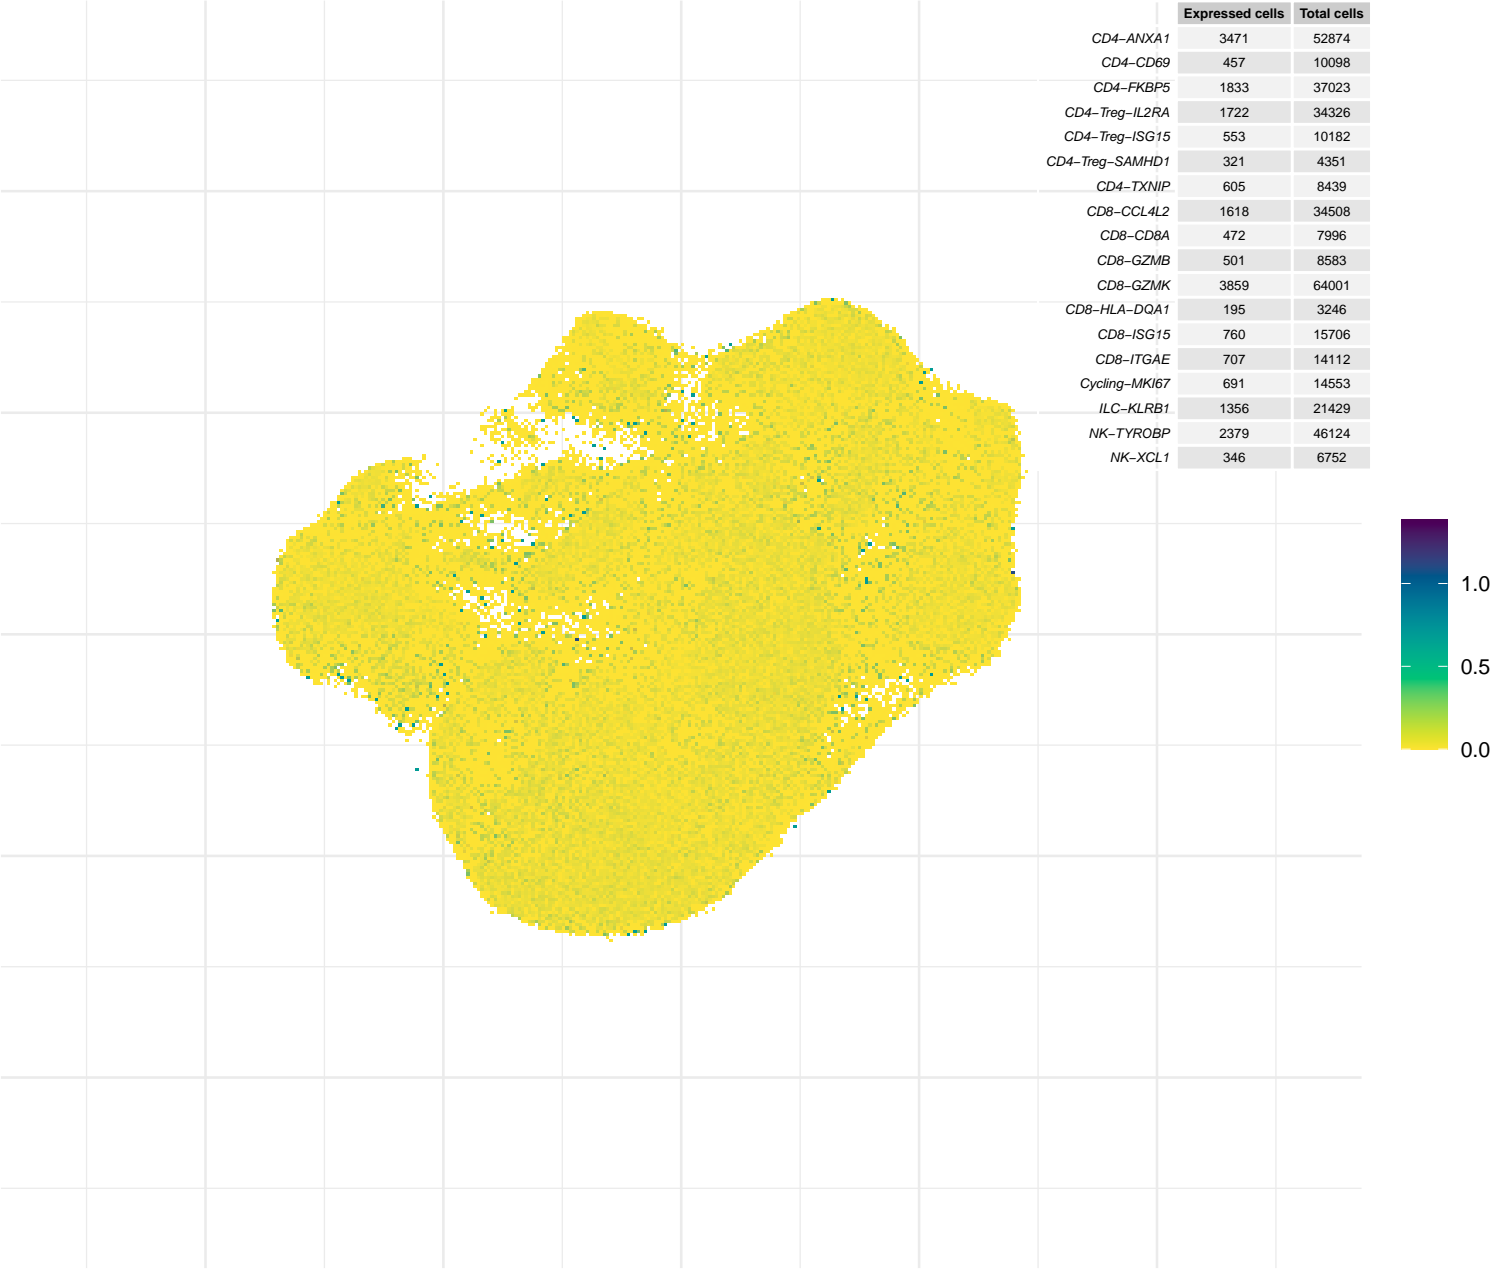 Expressed cells Total cells
CD4−ANXA1 3471 52874
CD4−CD69 457 10098
CD4−FKBP5 1833 37023
CD4−Treg−IL2RA 1722 34326
CD4−Treg−ISG15 553 10182
CD4−Treg−SAMHD1 321 4351
CD4−TXNIP 605 8439
CD8−CCL4L2 1618 34508
CD8−CD8A 472 7996
CD8−GZMB 501 8583
CD8−GZMK 3859 64001
CD8−HLA−DQA1 195 3246
CD8−ISG15 760 15706
CD8−ITGAE 707 14112
Cycling−MKI67 691 14553
ILC−KLRB1 1356 21429
NK−TYROBP 2379 46124
NK−XCL1 346 6752
1.0
0.5
0.0